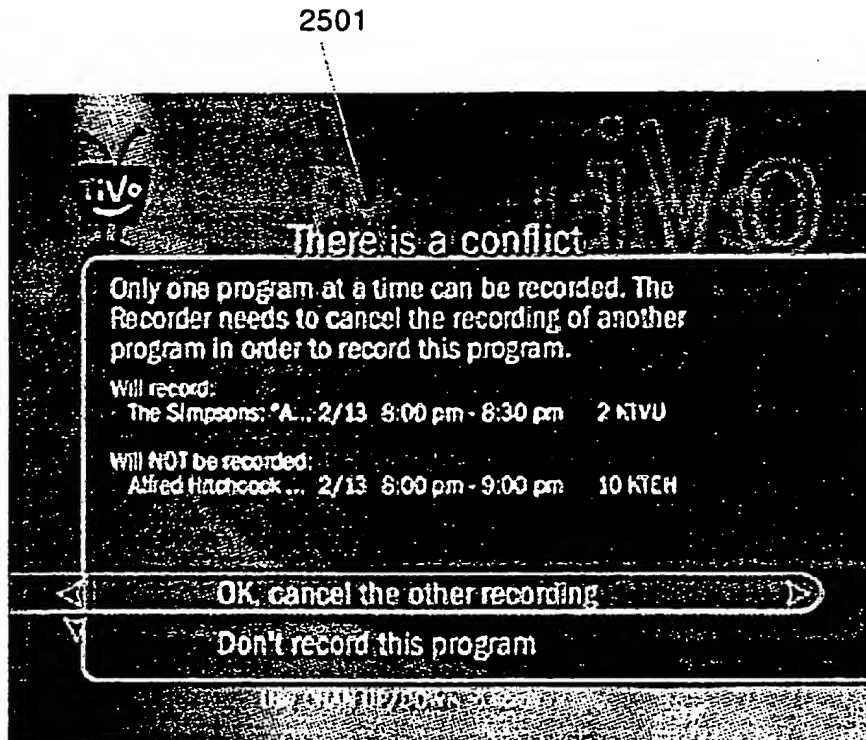 2501
TiVo
iVo
There is a conflict
Only one program at a time can be recorded. The
Recorder needs to cancel the recording of another
program in order to record this program.
Will record:
The Simpsons: "A... 2/13 8:00 pm - 8:30 pm 2 KTVU
Will NOT be recorded:
Alfred Hitchcock ... 2/13 8:00 pm - 9:00 pm 10 KTEH
OK, cancel the other recording
Don't record this program